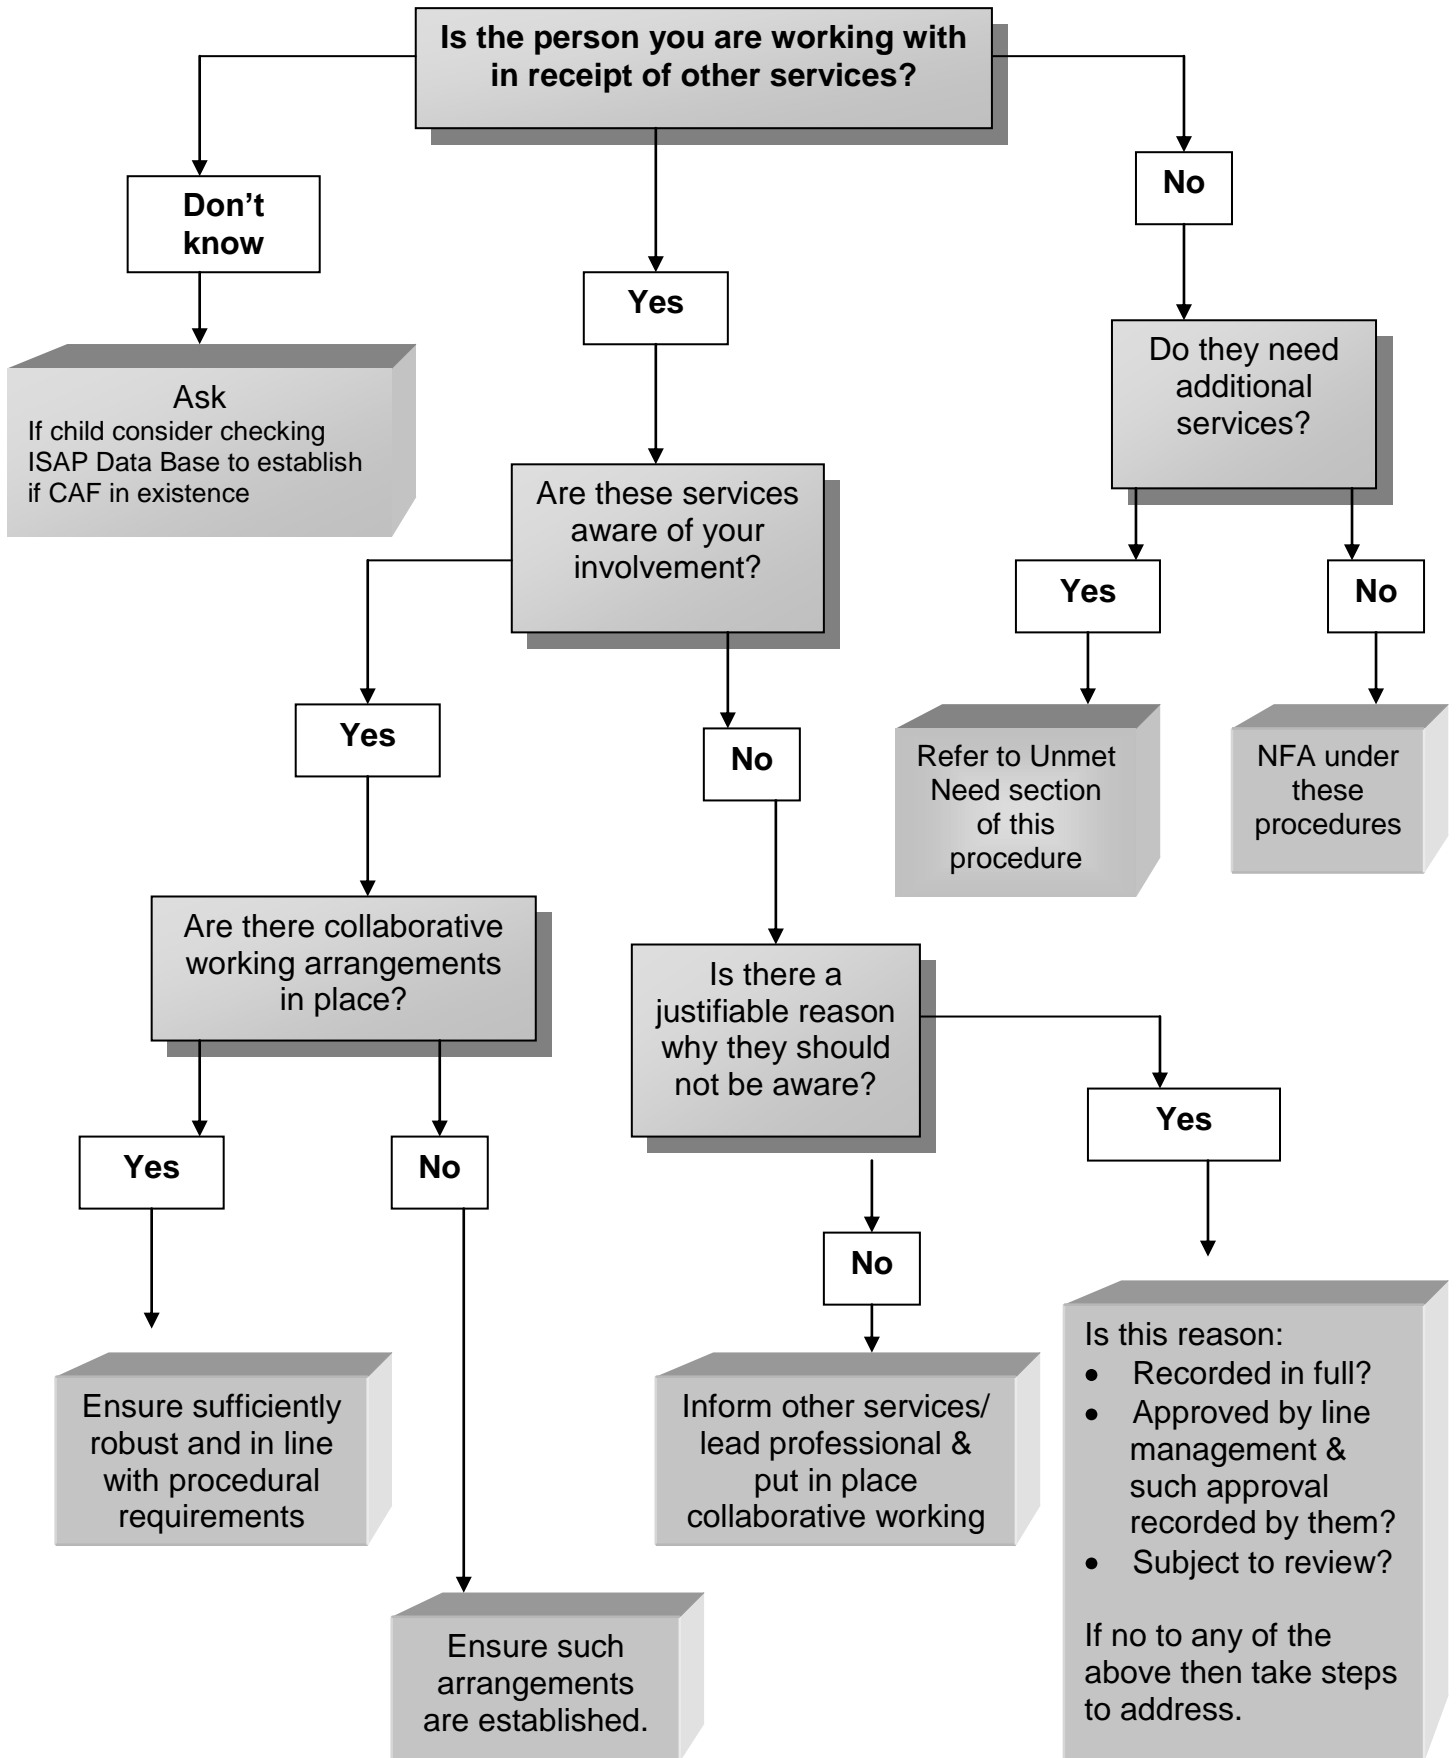 Is the person you are working with
in receipt of other services?
Don't
know
Yes
No
Ask
If child consider checking
ISAP Data Base to establish
if CAF in existence
Do they need
additional
services?
Are these services
aware of your
involvement?
Yes
No
Yes
No
Refer to Unmet
Need section
of this
procedure
NFA under
these
procedures
Are there collaborative
working arrangements
in place?
Is there a
justifiable reason
why they should
not be aware?
Yes
No
Yes
No
Ensure sufficiently
robust and in line
with procedural
requirements
Ensure such
arrangements
are established.
Inform other services/
lead professional &
put in place
collaborative working
Is this reason:
• Recorded in full?
• Approved by line
management &
such approval
recorded by them?
• Subject to review?
If no to any of the
above then take steps
to address.